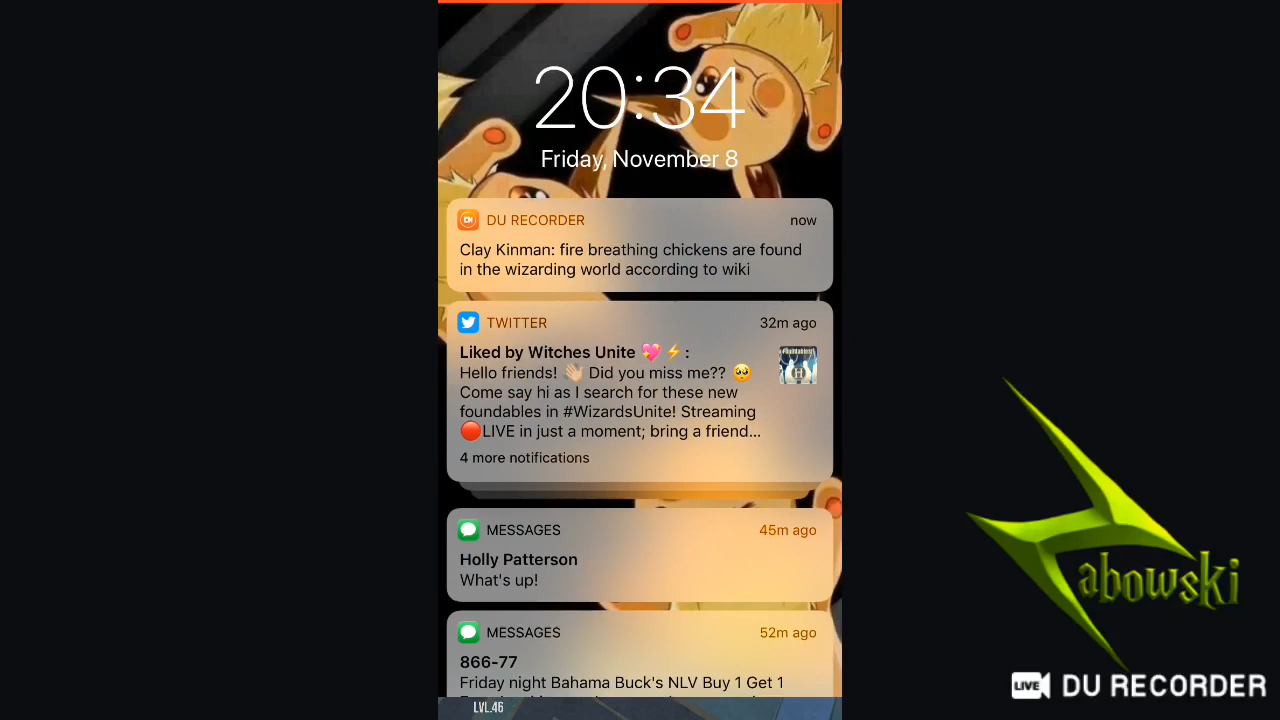 20:34
Friday, November 8
DU RECORDER
now
Clay Kinman: fire breathing chickens are found
in the wizarding world according to wiki
TWITTER
32m ago
Liked by Witches Unite 💖⚡:
Hello friends! 👋🏼 Did you miss me?? 🥺
Come say hi as I search for these new
foundables in #WizardsUnite! Streaming
🔴LIVE in just a moment; bring a friend...
4 more notifications
MESSAGES
45m ago
Holly Patterson
What's up!
MESSAGES
52m ago
866-77
Friday night Bahama Buck's NLV Buy 1 Get 1
LVL.46
abowski
LIVE DU RECORDER